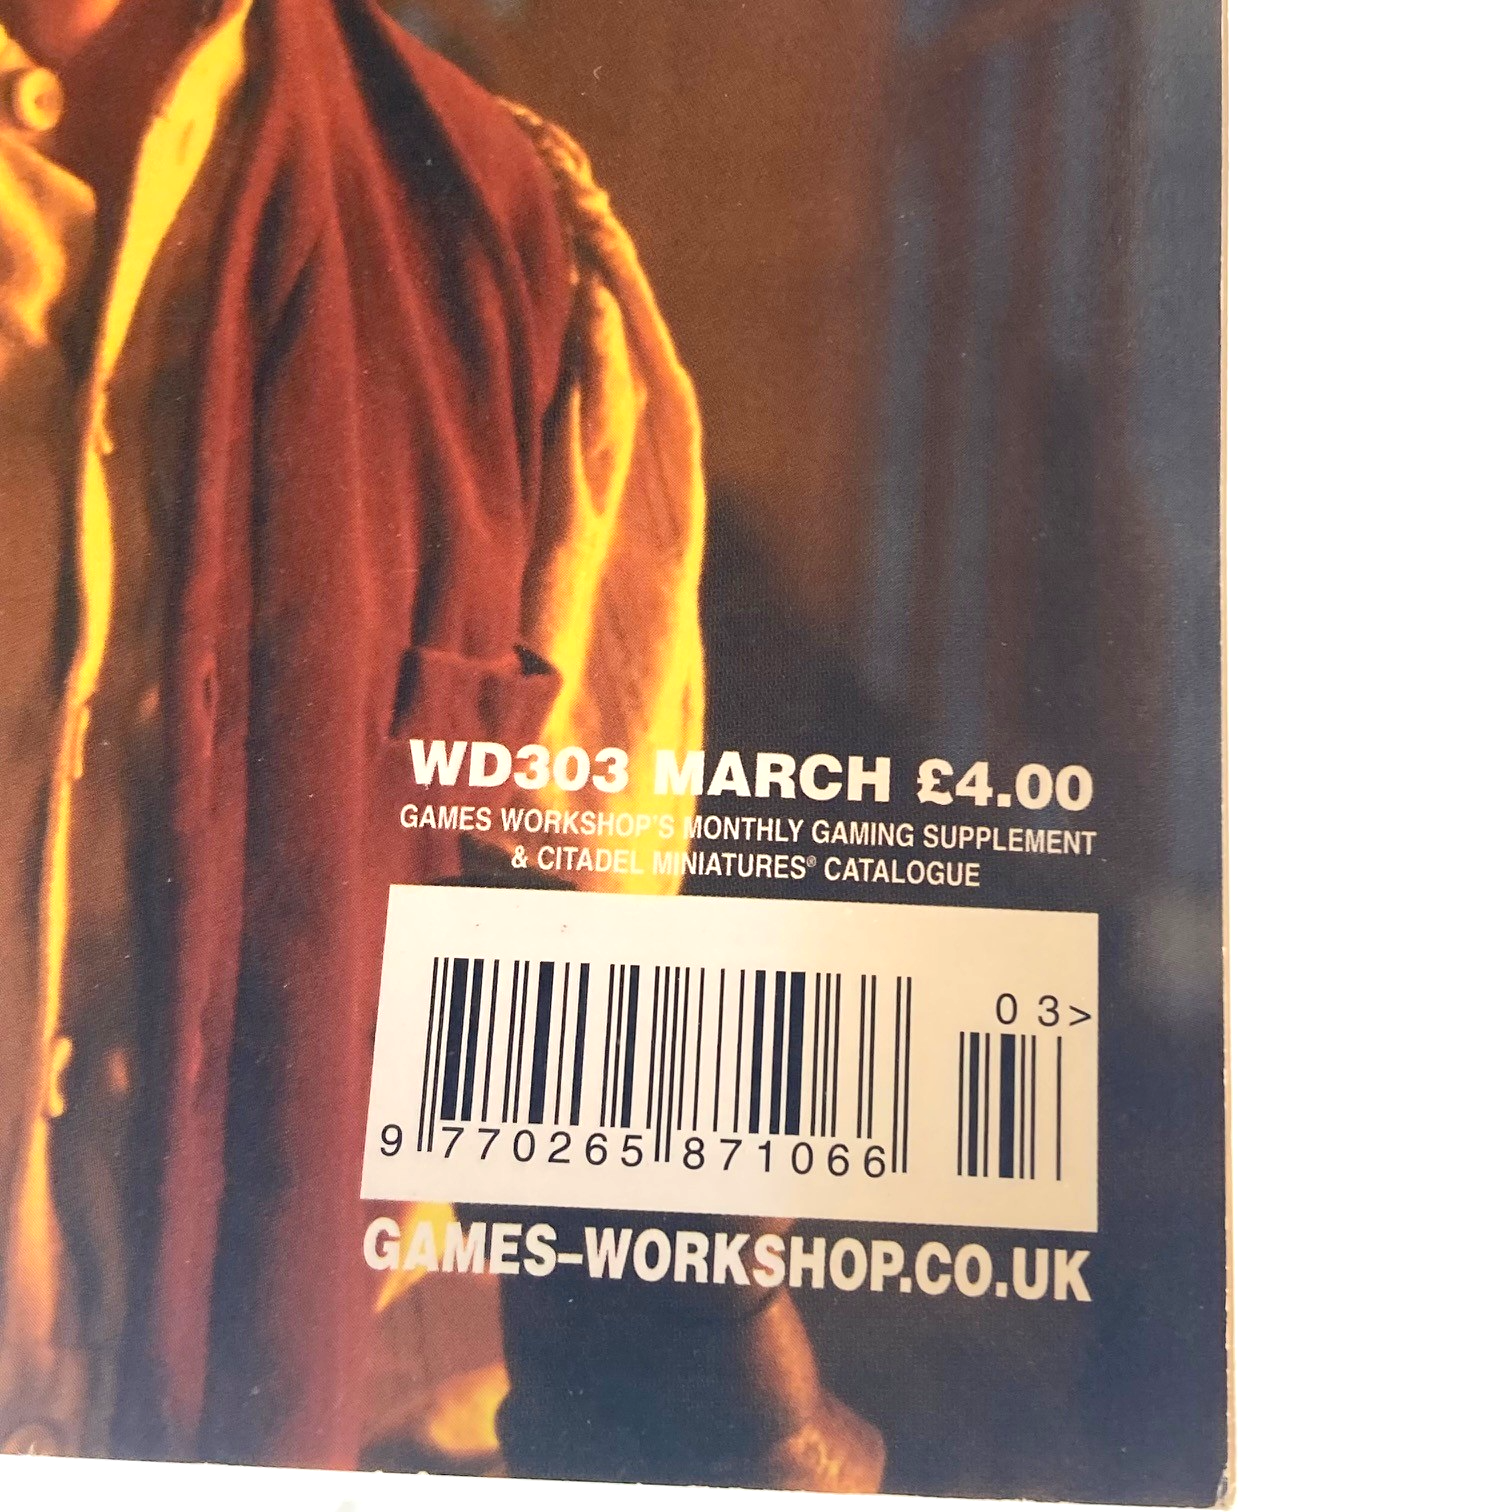 WD303 MARCH £4.00
GAMES WORKSHOP'S MONTHLY GAMING SUPPLEMENT
& CITADEL MINIATURES® CATALOGUE
03>
9 770265 871066
GAMES-WORKSHOP.CO.UK